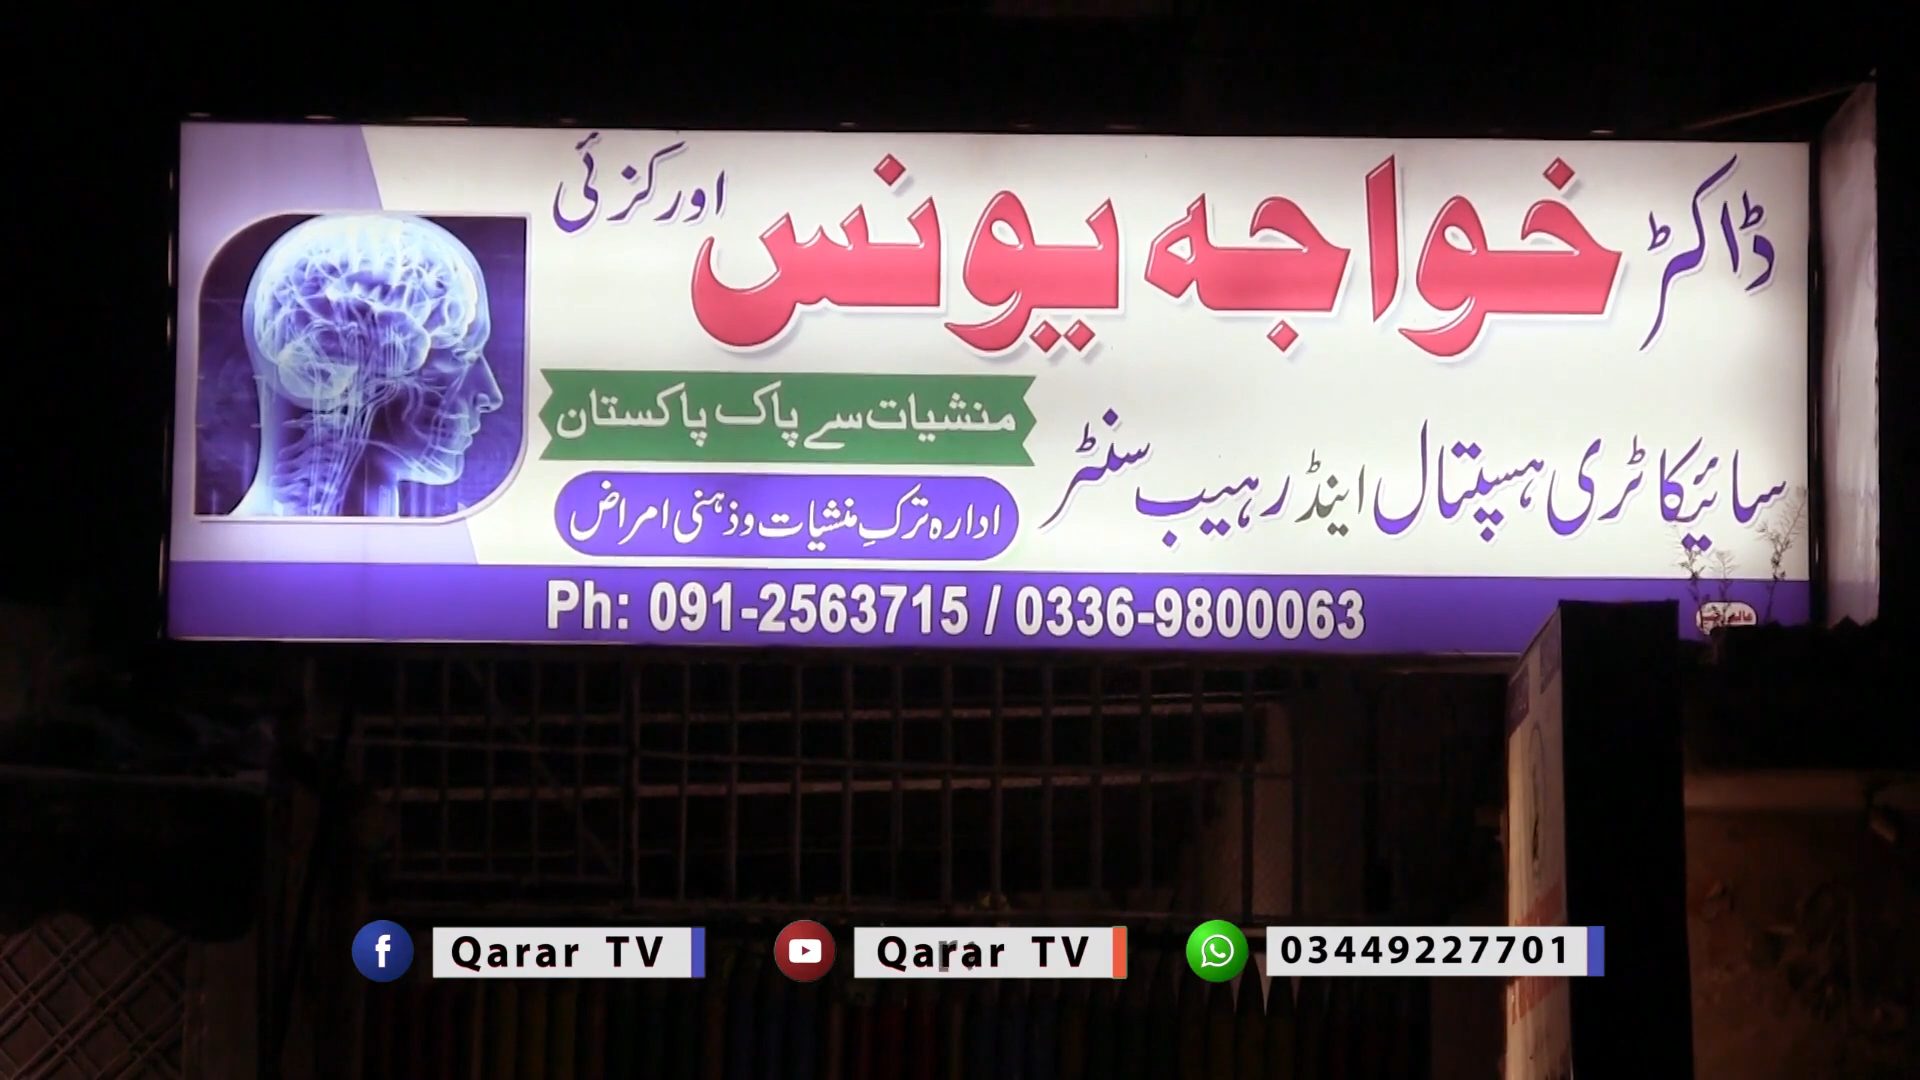 ڈاکٹر خواجہ یونس اورکزئی
سائیکاٹری ہسپتال اینڈ رہیب سنٹر
منشیات سے پاک پاکستان
ادارہ ترکِ منشیات و ذہنی امراض
Ph: 091-2563715 / 0336-9800063
Qarar TV
Qarar TV
03449227701